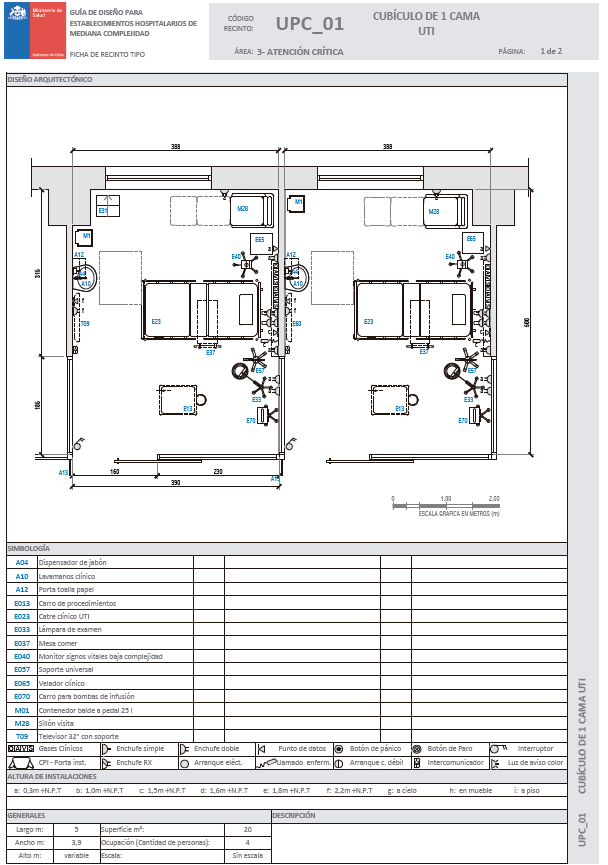 Ministerio de
Salud
Gobierno de Chile
GUÍA DE DISEÑO PARA
ESTABLECIMIENTOS HOSPITALARIOS DE
MEDIANA COMPLEJIDAD
FICHA DE RECINTO TIPO
CÓDIGO
RECINTO:
UPC_01
CUBÍCULO DE 1 CAMA
UTI
ÁREA: 3- ATENCIÓN CRÍTICA
PÁGINA: 1 de 2
DISEÑO ARQUITECTÓNICO
388
388
E31
M28
M1
M28
M1
E65
E65
A12
E40
A12
E40
A10
A10
315
T09
E23
E37
E60
E23
E37
600
E57
E57
E33
E33
185
E13
E70
E13
E70
A13
160
230
390
0 1.00 2.00
ESCALA GRAFICA EN METROS (m)
SIMBOLOGÍA
A04 Dispensador de jabón
A10 Lavamanos clínico
A12 Porta toalla papel
E013 Carro de procedimientos
E023 Catre clínico UTI
E033 Lámpara de examen
E037 Mesa comer
E040 Monitor signos vitales baja complejidad
E057 Soporte universal
E065 Velador clínico
E070 Carro para bombas de infusión
M01 Contenedor balde a pedal 25 l
M28 Sillón visita
T09 Televisor 32" con soporte
Gases Clínicos Enchufe simple Enchufe doble Punto de datos Botón de pánico Botón de Paro Interruptor
CPI - Porta inst. Enchufe RX Arranque eléct. Llamado enferm. Arranque c. débil Intercomunicador Luz de aviso color
ALTURA DE INSTALACIONES
a: 0,3m +N.P.T b: 1,0m +N.P.T c: 1,5m +N.P.T d: 1,6m +N.P.T e: 1,8m +N.P.T f: 2,2m +N.P.T g: a cielo h: en mueble i: a piso
GENERALES
DESCRIPCIÓN
Largo m: 5 Superficie m²: 20
Ancho m: 3,9 Ocupación (Cantidad de personas): 4
Alto m: variable Escala: Sin escala
UPC_01 CUBÍCULO DE 1 CAMA UTI